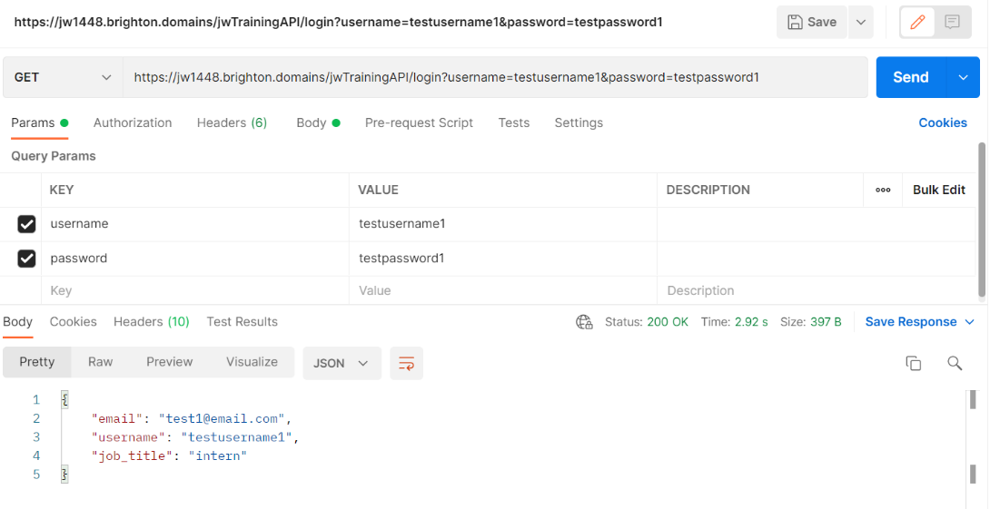 https://jw1448.brighton.domains/jwTrainingAPI/login?username=testusername1&password=testpassword1 Save
GET https://jw1448.brighton.domains/jwTrainingAPI/login?username=testusername1&password=testpassword1 Send
Params Authorization Headers (6) Body Pre-request Script Tests Settings Cookies
Query Params
KEY VALUE DESCRIPTION ooo Bulk Edit
username testusername1
password testpassword1
Key Value Description
Body Cookies Headers (10) Test Results Status: 200 OK Time: 2.92 s Size: 397 B Save Response
Pretty Raw Preview Visualize JSON
1 {
2 "email": "test1@email.com",
3 "username": "testusername1",
4 "job_title": "intern"
5 }